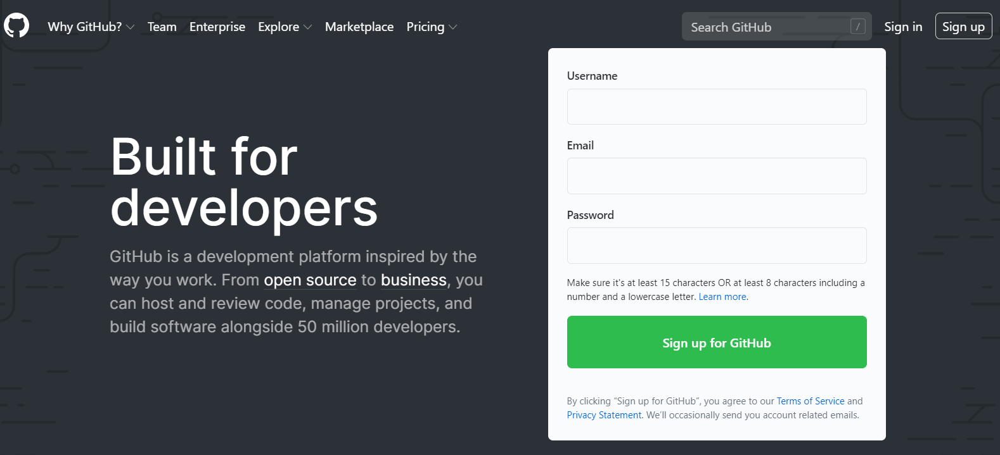 Why GitHub? Team Enterprise Explore Marketplace Pricing Search GitHub / Sign in Sign up
Built for
developers
GitHub is a development platform inspired by the
way you work. From open source to business, you
can host and review code, manage projects, and
build software alongside 50 million developers.
Username
Email
Password
Make sure it's at least 15 characters OR at least 8 characters including a
number and a lowercase letter. Learn more.
Sign up for GitHub
By clicking “Sign up for GitHub”, you agree to our Terms of Service and
Privacy Statement. We’ll occasionally send you account related emails.